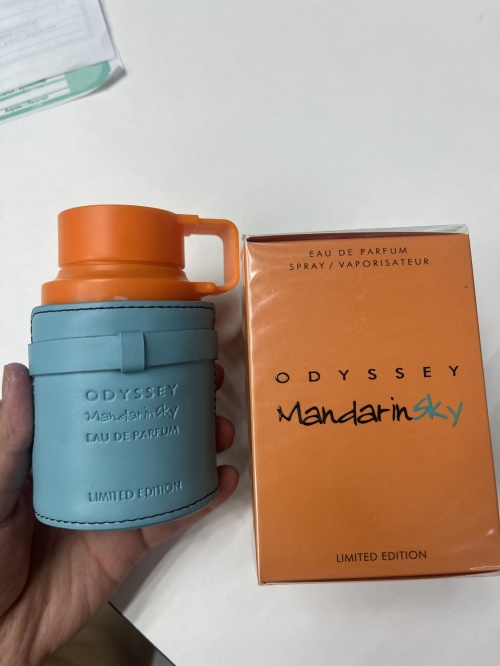 ODYSSEY
MandarinSky
EAU DE PARFUM
LIMITED EDITION
EAU DE PARFUM
SPRAY / VAPORISATEUR
ODYSSEY
MandarinSky
LIMITED EDITION